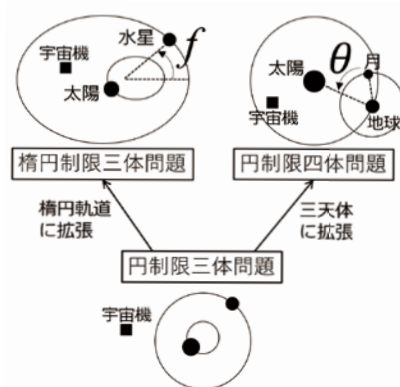 水星
f
宇宙機
太陽
楕円制限三体問題
θ
月
太陽
宇宙機
地球
円制限四体問題
楕円軌道
に拡張
三天体
に拡張
円制限三体問題
宇宙機